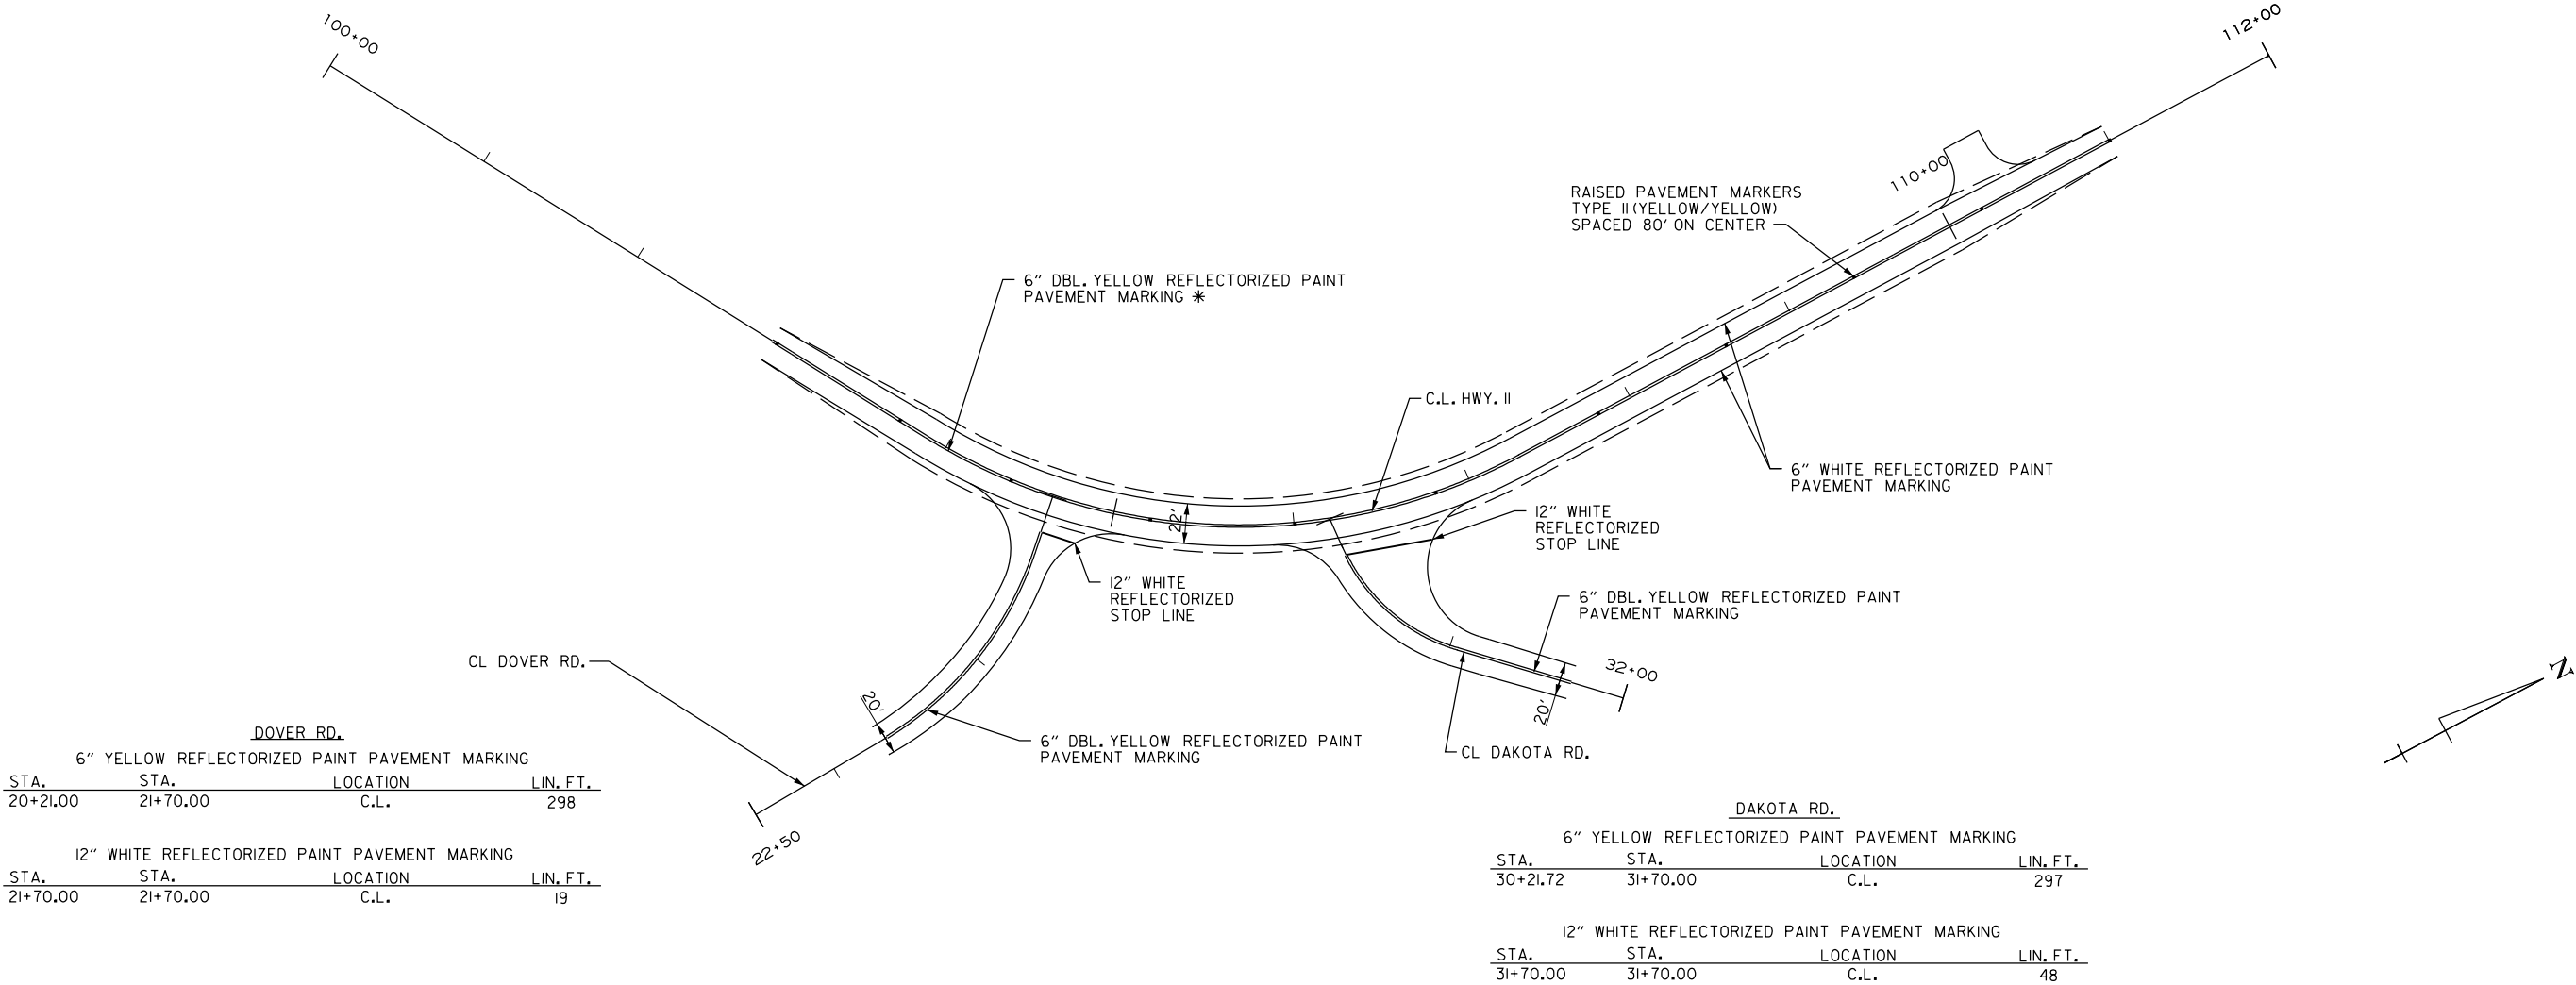 100+00
112+00
110+00
RAISED PAVEMENT MARKERS
TYPE II (YELLOW/YELLOW)
SPACED 80' ON CENTER
6" DBL. YELLOW REFLECTORIZED PAINT
PAVEMENT MARKING *
C.L. HWY. 11
6" WHITE REFLECTORIZED PAINT
PAVEMENT MARKING
22'
12" WHITE
REFLECTORIZED
STOP LINE
12" WHITE
REFLECTORIZED
STOP LINE
6" DBL. YELLOW REFLECTORIZED PAINT
PAVEMENT MARKING
CL DOVER RD.
32+00
20'
20'
6" DBL. YELLOW REFLECTORIZED PAINT
PAVEMENT MARKING
CL DAKOTA RD.
22+50
N
DOVER RD.
6" YELLOW REFLECTORIZED PAINT PAVEMENT MARKING
STA. STA. LOCATION LIN. FT.
20+21.00 21+70.00 C.L. 298
12" WHITE REFLECTORIZED PAINT PAVEMENT MARKING
STA. STA. LOCATION LIN. FT.
21+70.00 21+70.00 C.L. 19
DAKOTA RD.
6" YELLOW REFLECTORIZED PAINT PAVEMENT MARKING
STA. STA. LOCATION LIN. FT.
30+21.72 31+70.00 C.L. 297
12" WHITE REFLECTORIZED PAINT PAVEMENT MARKING
STA. STA. LOCATION LIN. FT.
31+70.00 31+70.00 C.L. 48